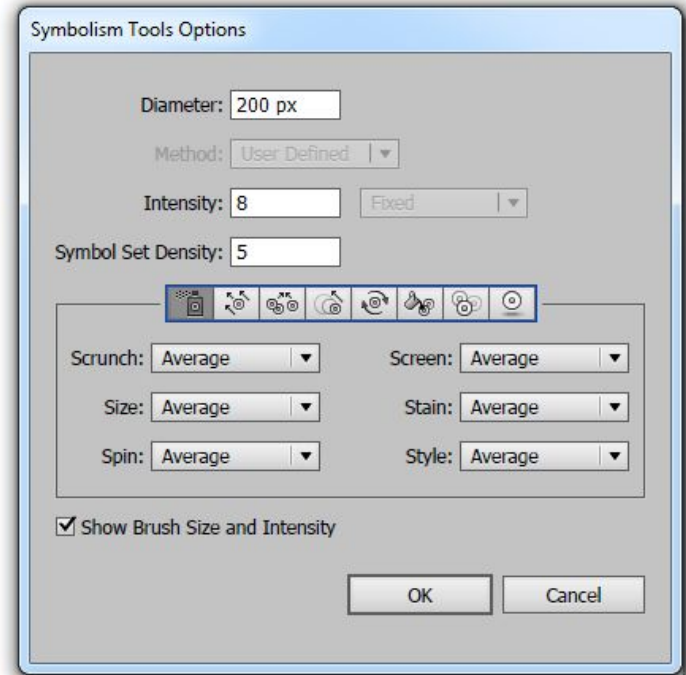 Symbolism Tools Options
Diameter: 200 px
Method: User Defined
Intensity: 8 Fixed
Symbol Set Density: 5
Scrunch: Average Screen: Average
Size: Average Stain: Average
Spin: Average Style: Average
Show Brush Size and Intensity
OK Cancel